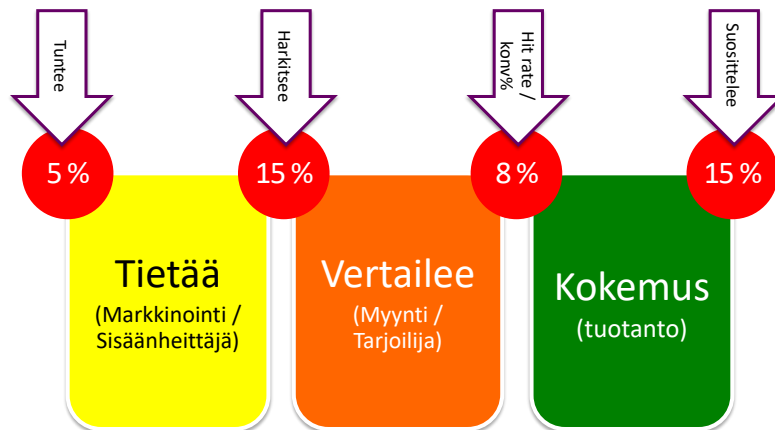 Tuntee
Harkitsee
Hit rate /
konv%
Suosittelee
5 %
15 %
8 %
15 %
Tietää
(Markkinointi /
Sisäänheittäjä)
Vertailee
(Myynti /
Tarjoilija)
Kokemus
(tuotanto)